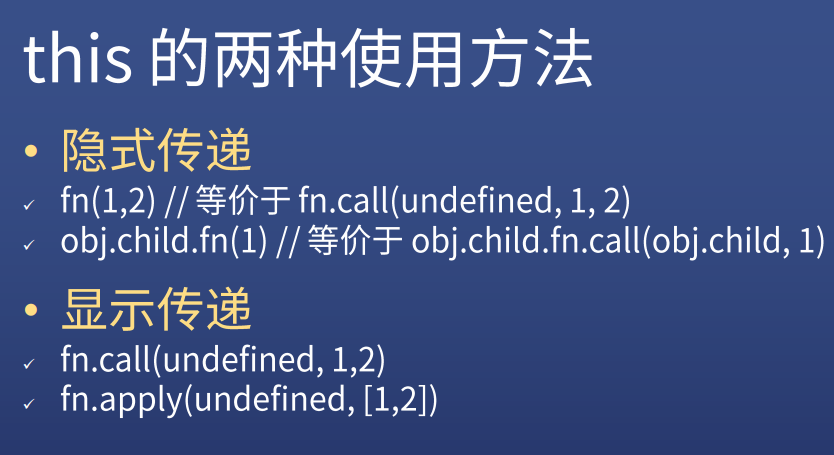 this 的两种使用方法
• 隐式传递
✓ fn(1,2) // 等价于 fn.call(undefined, 1, 2)
✓ obj.child.fn(1) // 等价于 obj.child.fn.call(obj.child, 1)
• 显示传递
✓ fn.call(undefined, 1,2)
✓ fn.apply(undefined, [1,2])